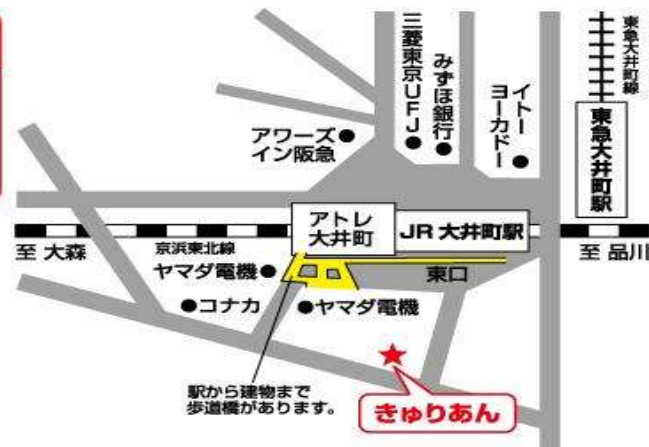 三菱東京UFJ
みずほ銀行
イトー
ヨーカドー
東急大井町線
東急大井町駅
アワーズ
イン阪急
アトレ
大井町
JR 大井町駅
至 大森
京浜東北線
至 品川
ヤマダ電機
東口
コナカ
ヤマダ電機
駅から建物まで
歩道橋があります。
きゅりあん